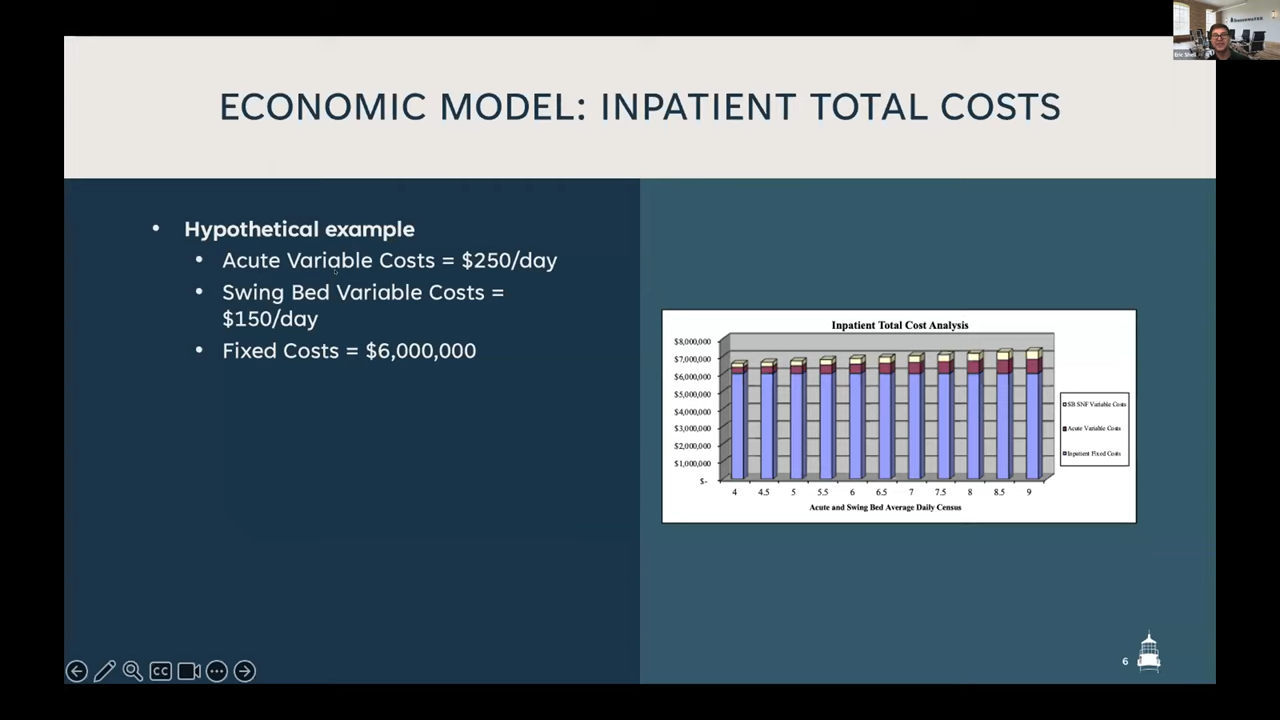 ECONOMIC MODEL: INPATIENT TOTAL COSTS
• Hypothetical example
• Acute Variable Costs = $250/day
• Swing Bed Variable Costs =
$150/day
• Fixed Costs = $6,000,000
Inpatient Total Cost Analysis
$8,000,000
$7,000,000
$6,000,000
$5,000,000
$4,000,000
$3,000,000
$2,000,000
$1,000,000
$-
4 4.5 5 5.5 6 6.5 7 7.5 8 8.5 9
Acute and Swing Bed Average Daily Census
SB SNF Variable Costs
Acute Variable Costs
Inpatient Fixed Costs
6
CC
Eric Shell